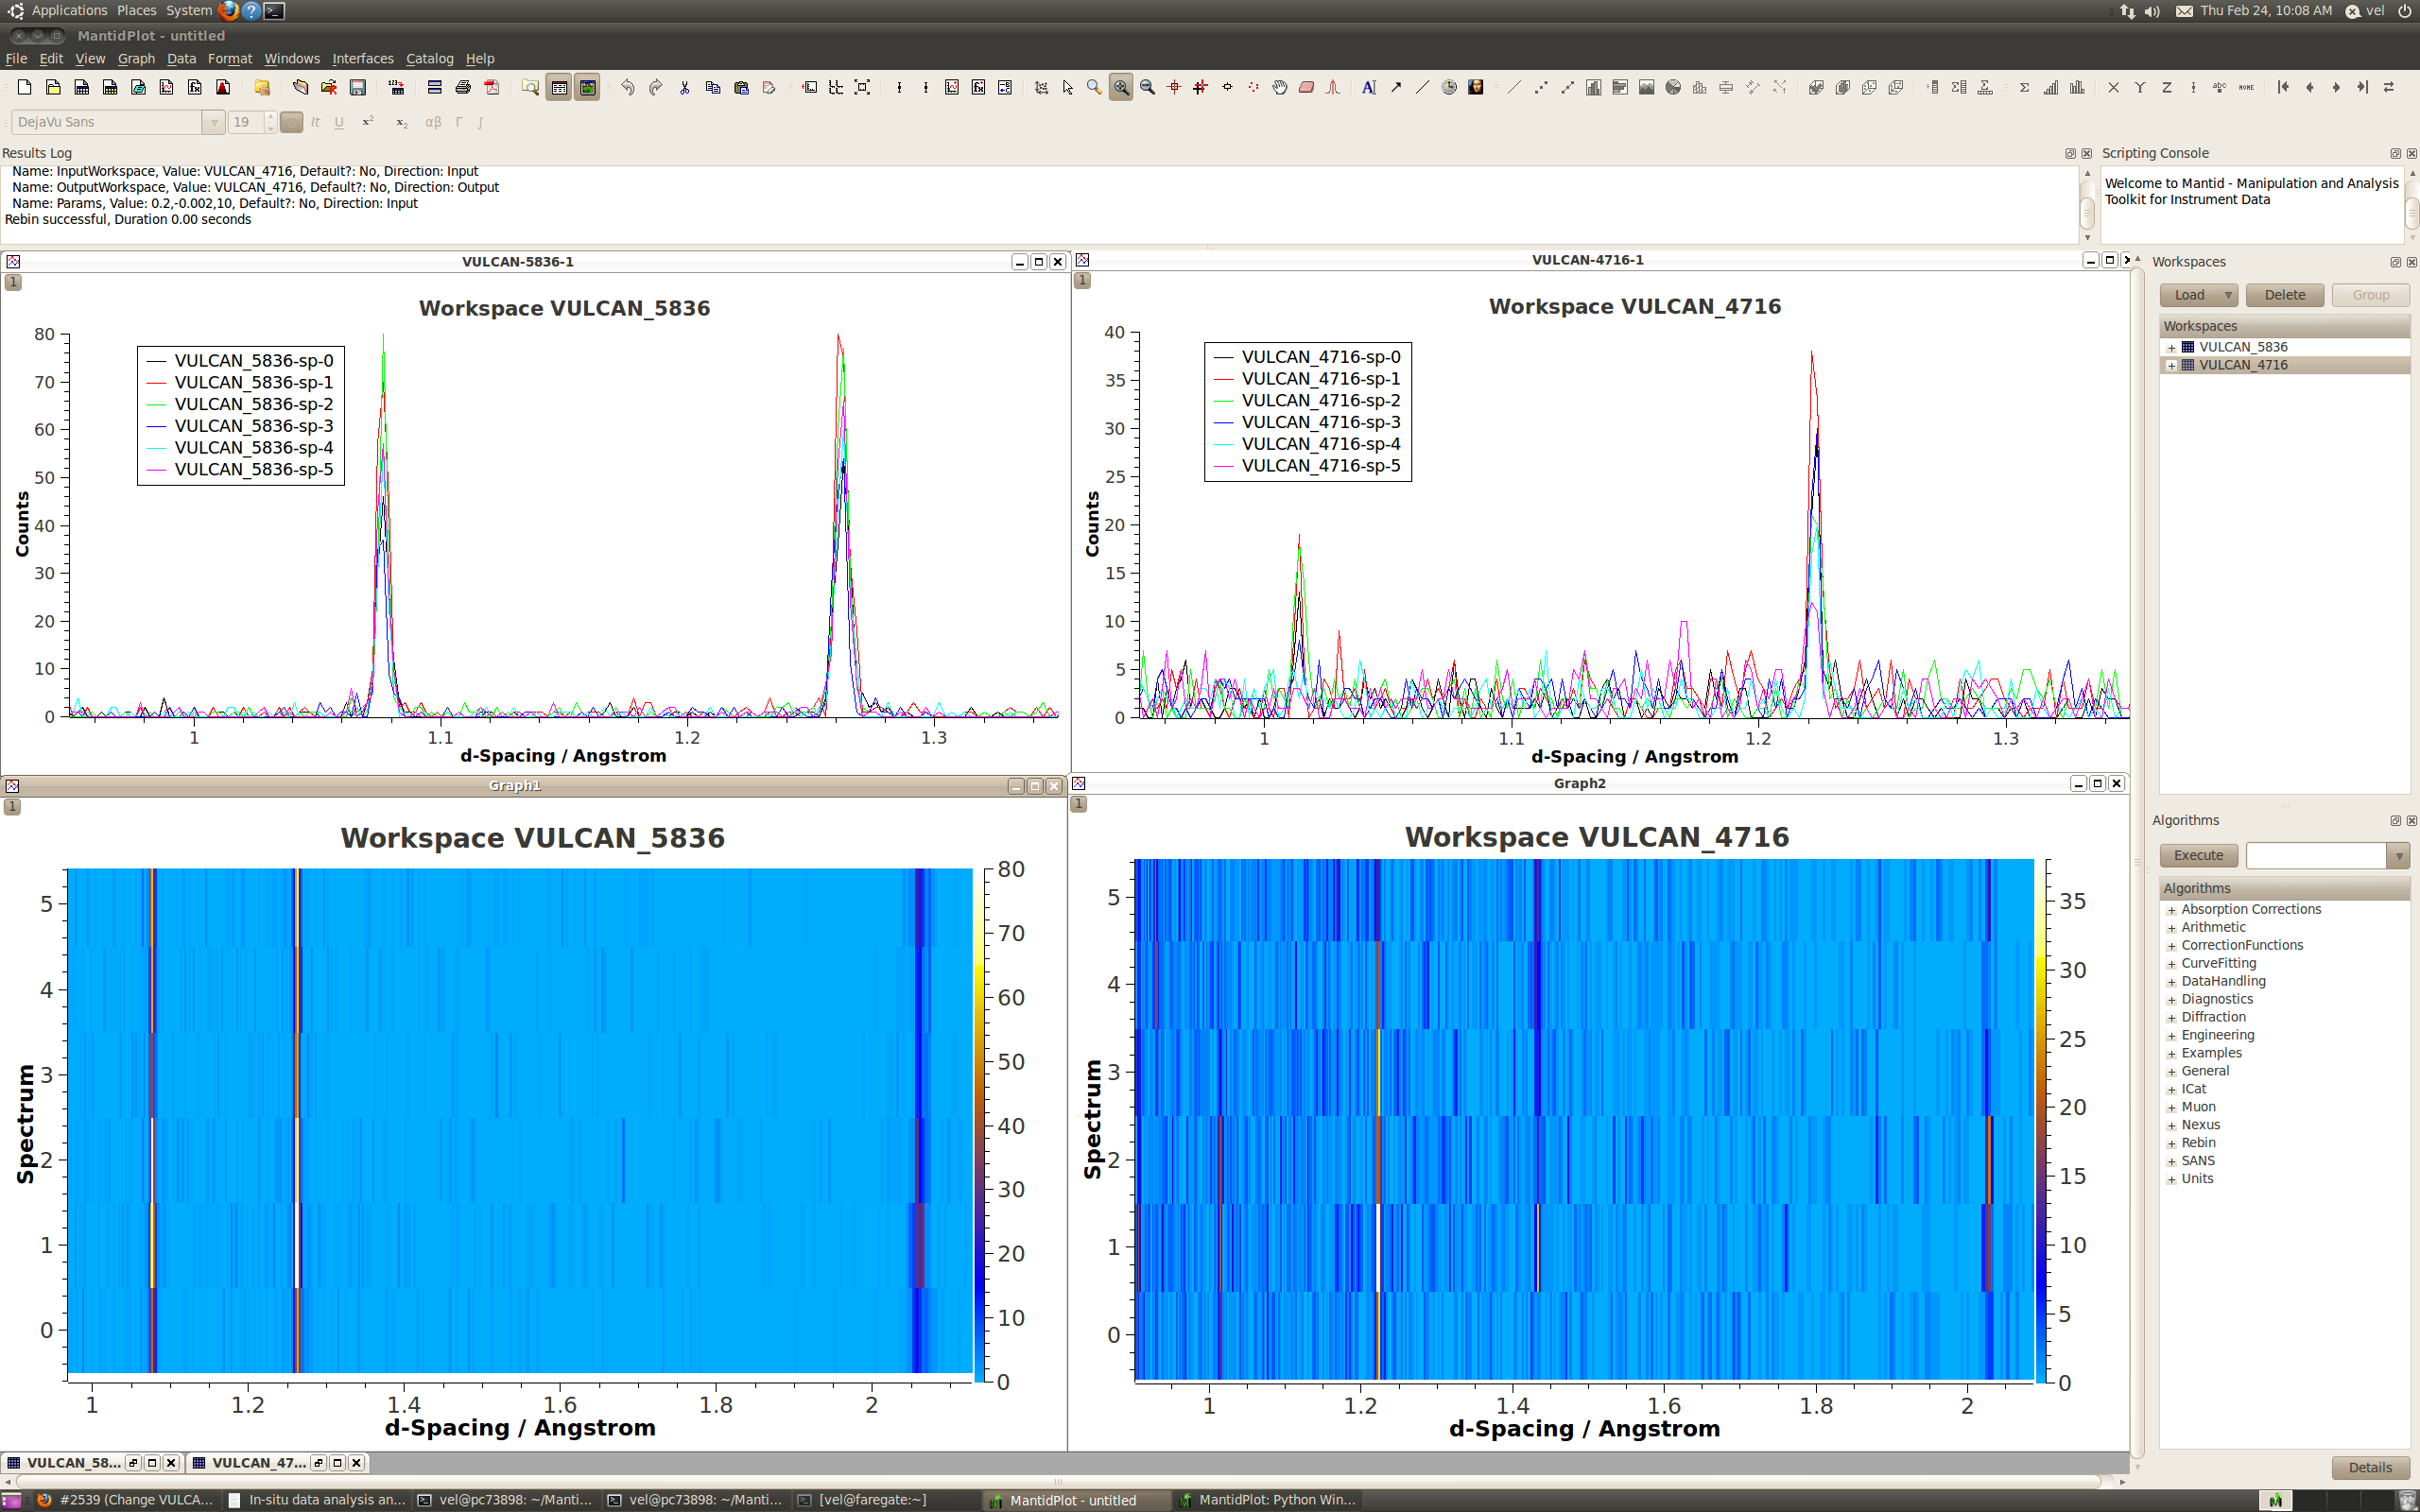 Applications Places System Thu Feb 24, 10:08 AM vel
MantidPlot - untitled
File Edit View Graph Data Format Windows Interfaces Catalog Help
DejaVu Sans 19 It U x² x₂ αβ Γ ∫
Results Log
Name: InputWorkspace, Value: VULCAN_4716, Default?: No, Direction: Input
Name: OutputWorkspace, Value: VULCAN_4716, Default?: No, Direction: Output
Name: Params, Value: 0.2,-0.002,10, Default?: No, Direction: Input
Rebin successful, Duration 0.00 seconds
Scripting Console
Welcome to Mantid - Manipulation and Analysis
Toolkit for Instrument Data
VULCAN-5836-1
1
Workspace VULCAN_5836
VULCAN_5836-sp-0
VULCAN_5836-sp-1
VULCAN_5836-sp-2
VULCAN_5836-sp-3
VULCAN_5836-sp-4
VULCAN_5836-sp-5
Counts
80
70
60
50
40
30
20
10
0
1 1.1 1.2 1.3
d-Spacing / Angstrom
VULCAN-4716-1
1
Workspace VULCAN_4716
VULCAN_4716-sp-0
VULCAN_4716-sp-1
VULCAN_4716-sp-2
VULCAN_4716-sp-3
VULCAN_4716-sp-4
VULCAN_4716-sp-5
Counts
40
35
30
25
20
15
10
5
0
1 1.1 1.2 1.3
d-Spacing / Angstrom
Graph1
1
Workspace VULCAN_5836
Spectrum
5
4
3
2
1
0
80
70
60
50
40
30
20
10
0
1 1.2 1.4 1.6 1.8 2
d-Spacing / Angstrom
Graph2
1
Workspace VULCAN_4716
Spectrum
5
4
3
2
1
0
35
30
25
20
15
10
5
0
1 1.2 1.4 1.6 1.8 2
d-Spacing / Angstrom
Workspaces
Load Delete Group
Workspaces
VULCAN_5836
VULCAN_4716
Algorithms
Execute
Algorithms
Absorption Corrections
Arithmetic
CorrectionFunctions
CurveFitting
DataHandling
Diagnostics
Diffraction
Engineering
Examples
General
ICat
Muon
Nexus
Rebin
SANS
Units
Details
VULCAN_58... VULCAN_47...
#2539 (Change VULCA... In-situ data analysis an... vel@pc73898: ~/Manti... vel@pc73898: ~/Manti... [vel@faregate:~] MantidPlot - untitled MantidPlot: Python Win...